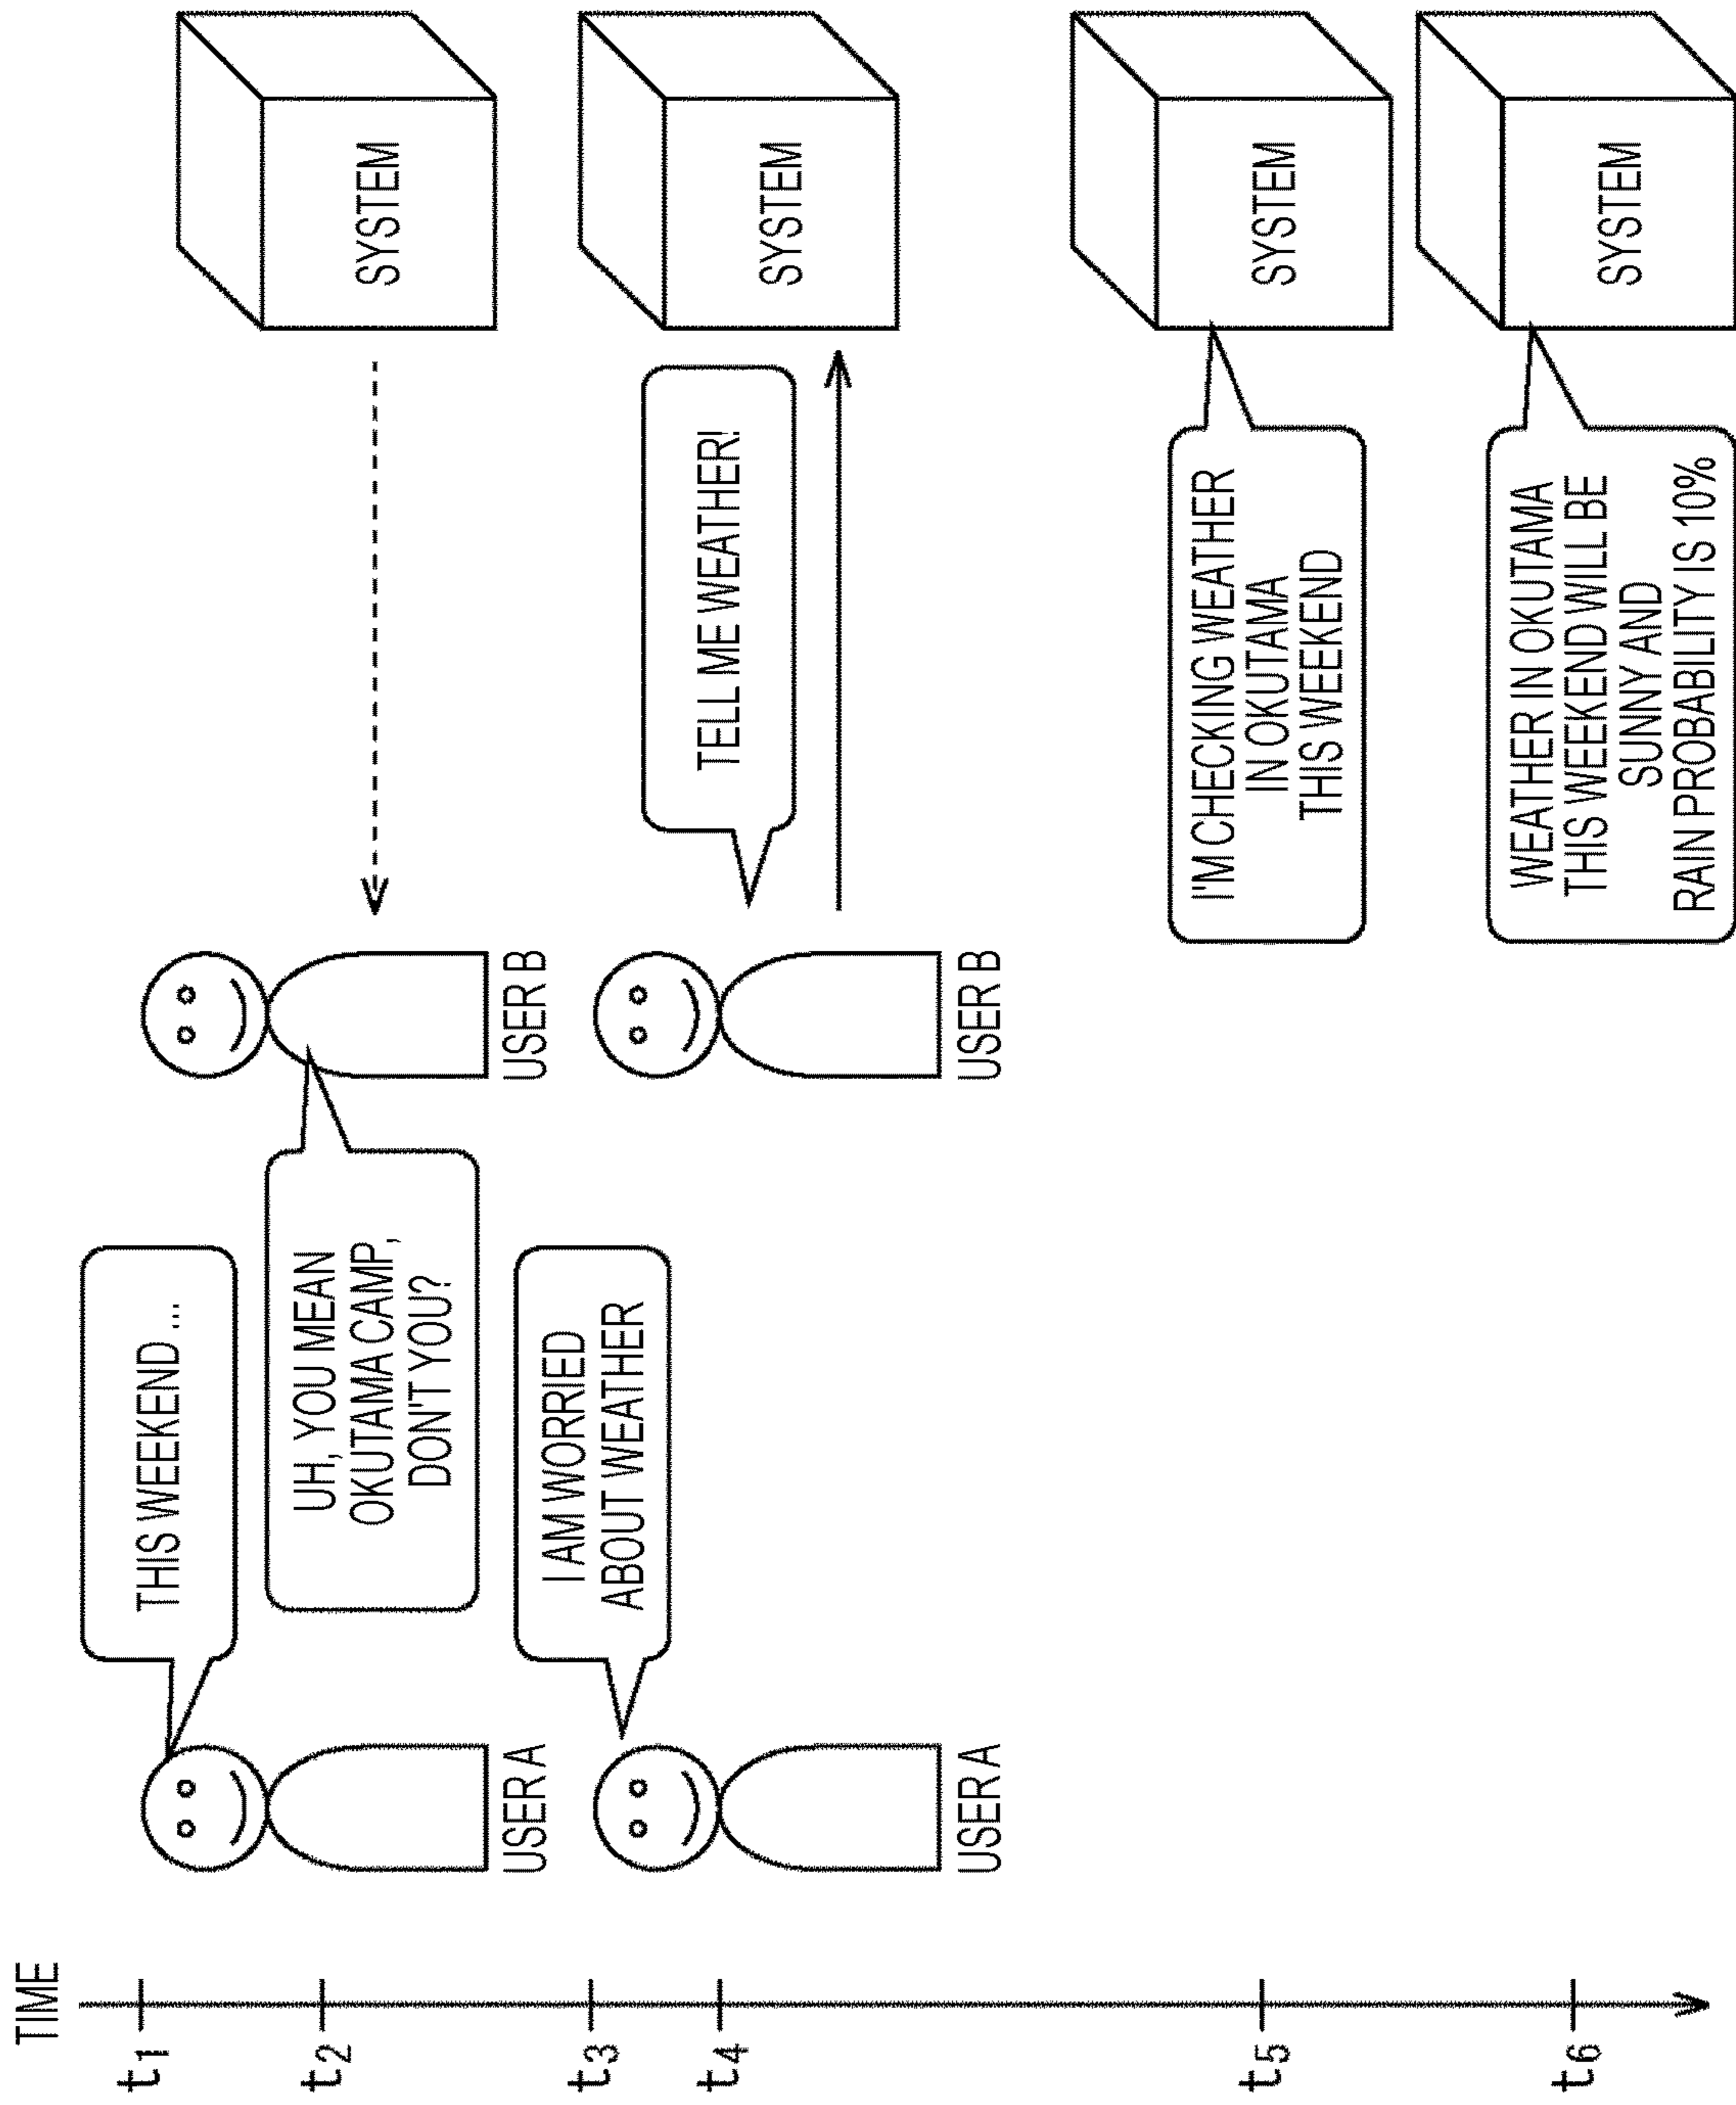 TIME
t1
THIS WEEKEND ...
t2
UH, YOU MEAN
OKUTAMA CAMP,
DON'T YOU?
SYSTEM
USER A
USER B
t3
I AM WORRIED
ABOUT WEATHER
t4
TELL ME WEATHER!
SYSTEM
USER A
USER B
t5
I'M CHECKING WEATHER
IN OKUTAMA
THIS WEEKEND
SYSTEM
t6
WEATHER IN OKUTAMA
THIS WEEKEND WILL BE
SUNNY AND
RAIN PROBABILITY IS 10%
SYSTEM